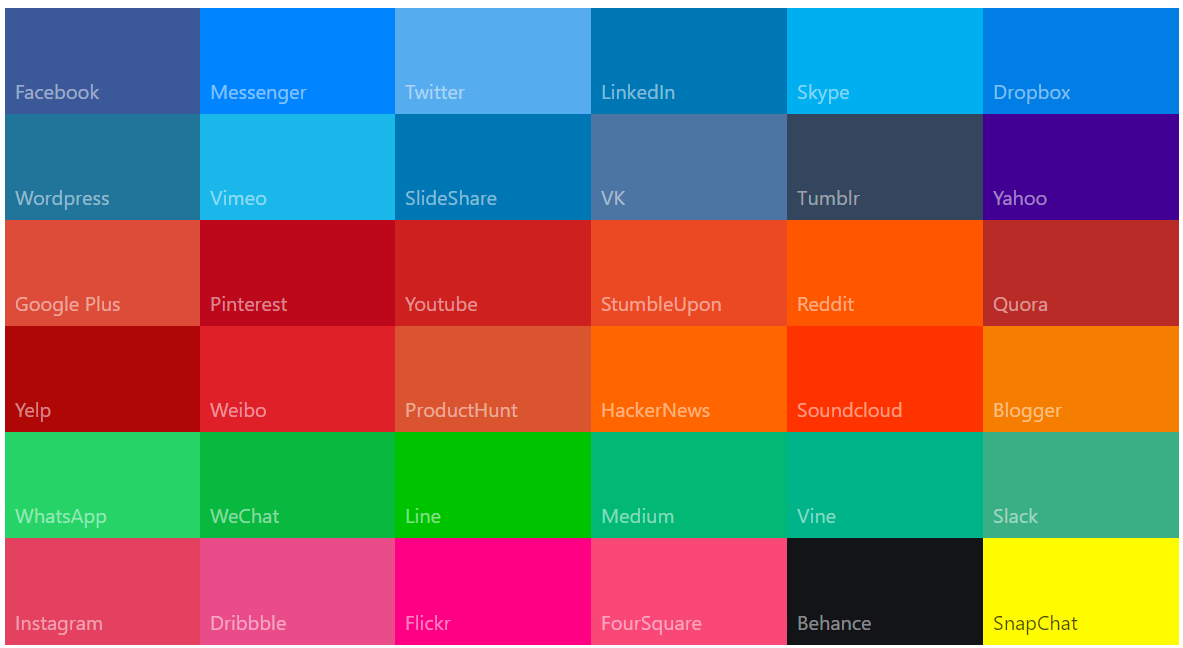 Facebook
Messenger
Twitter
LinkedIn
Skype
Dropbox
Wordpress
Vimeo
SlideShare
VK
Tumblr
Yahoo
Google Plus
Pinterest
Youtube
StumbleUpon
Reddit
Quora
Yelp
Weibo
ProductHunt
HackerNews
Soundcloud
Blogger
WhatsApp
WeChat
Line
Medium
Vine
Slack
Instagram
Dribbble
Flickr
FourSquare
Behance
SnapChat